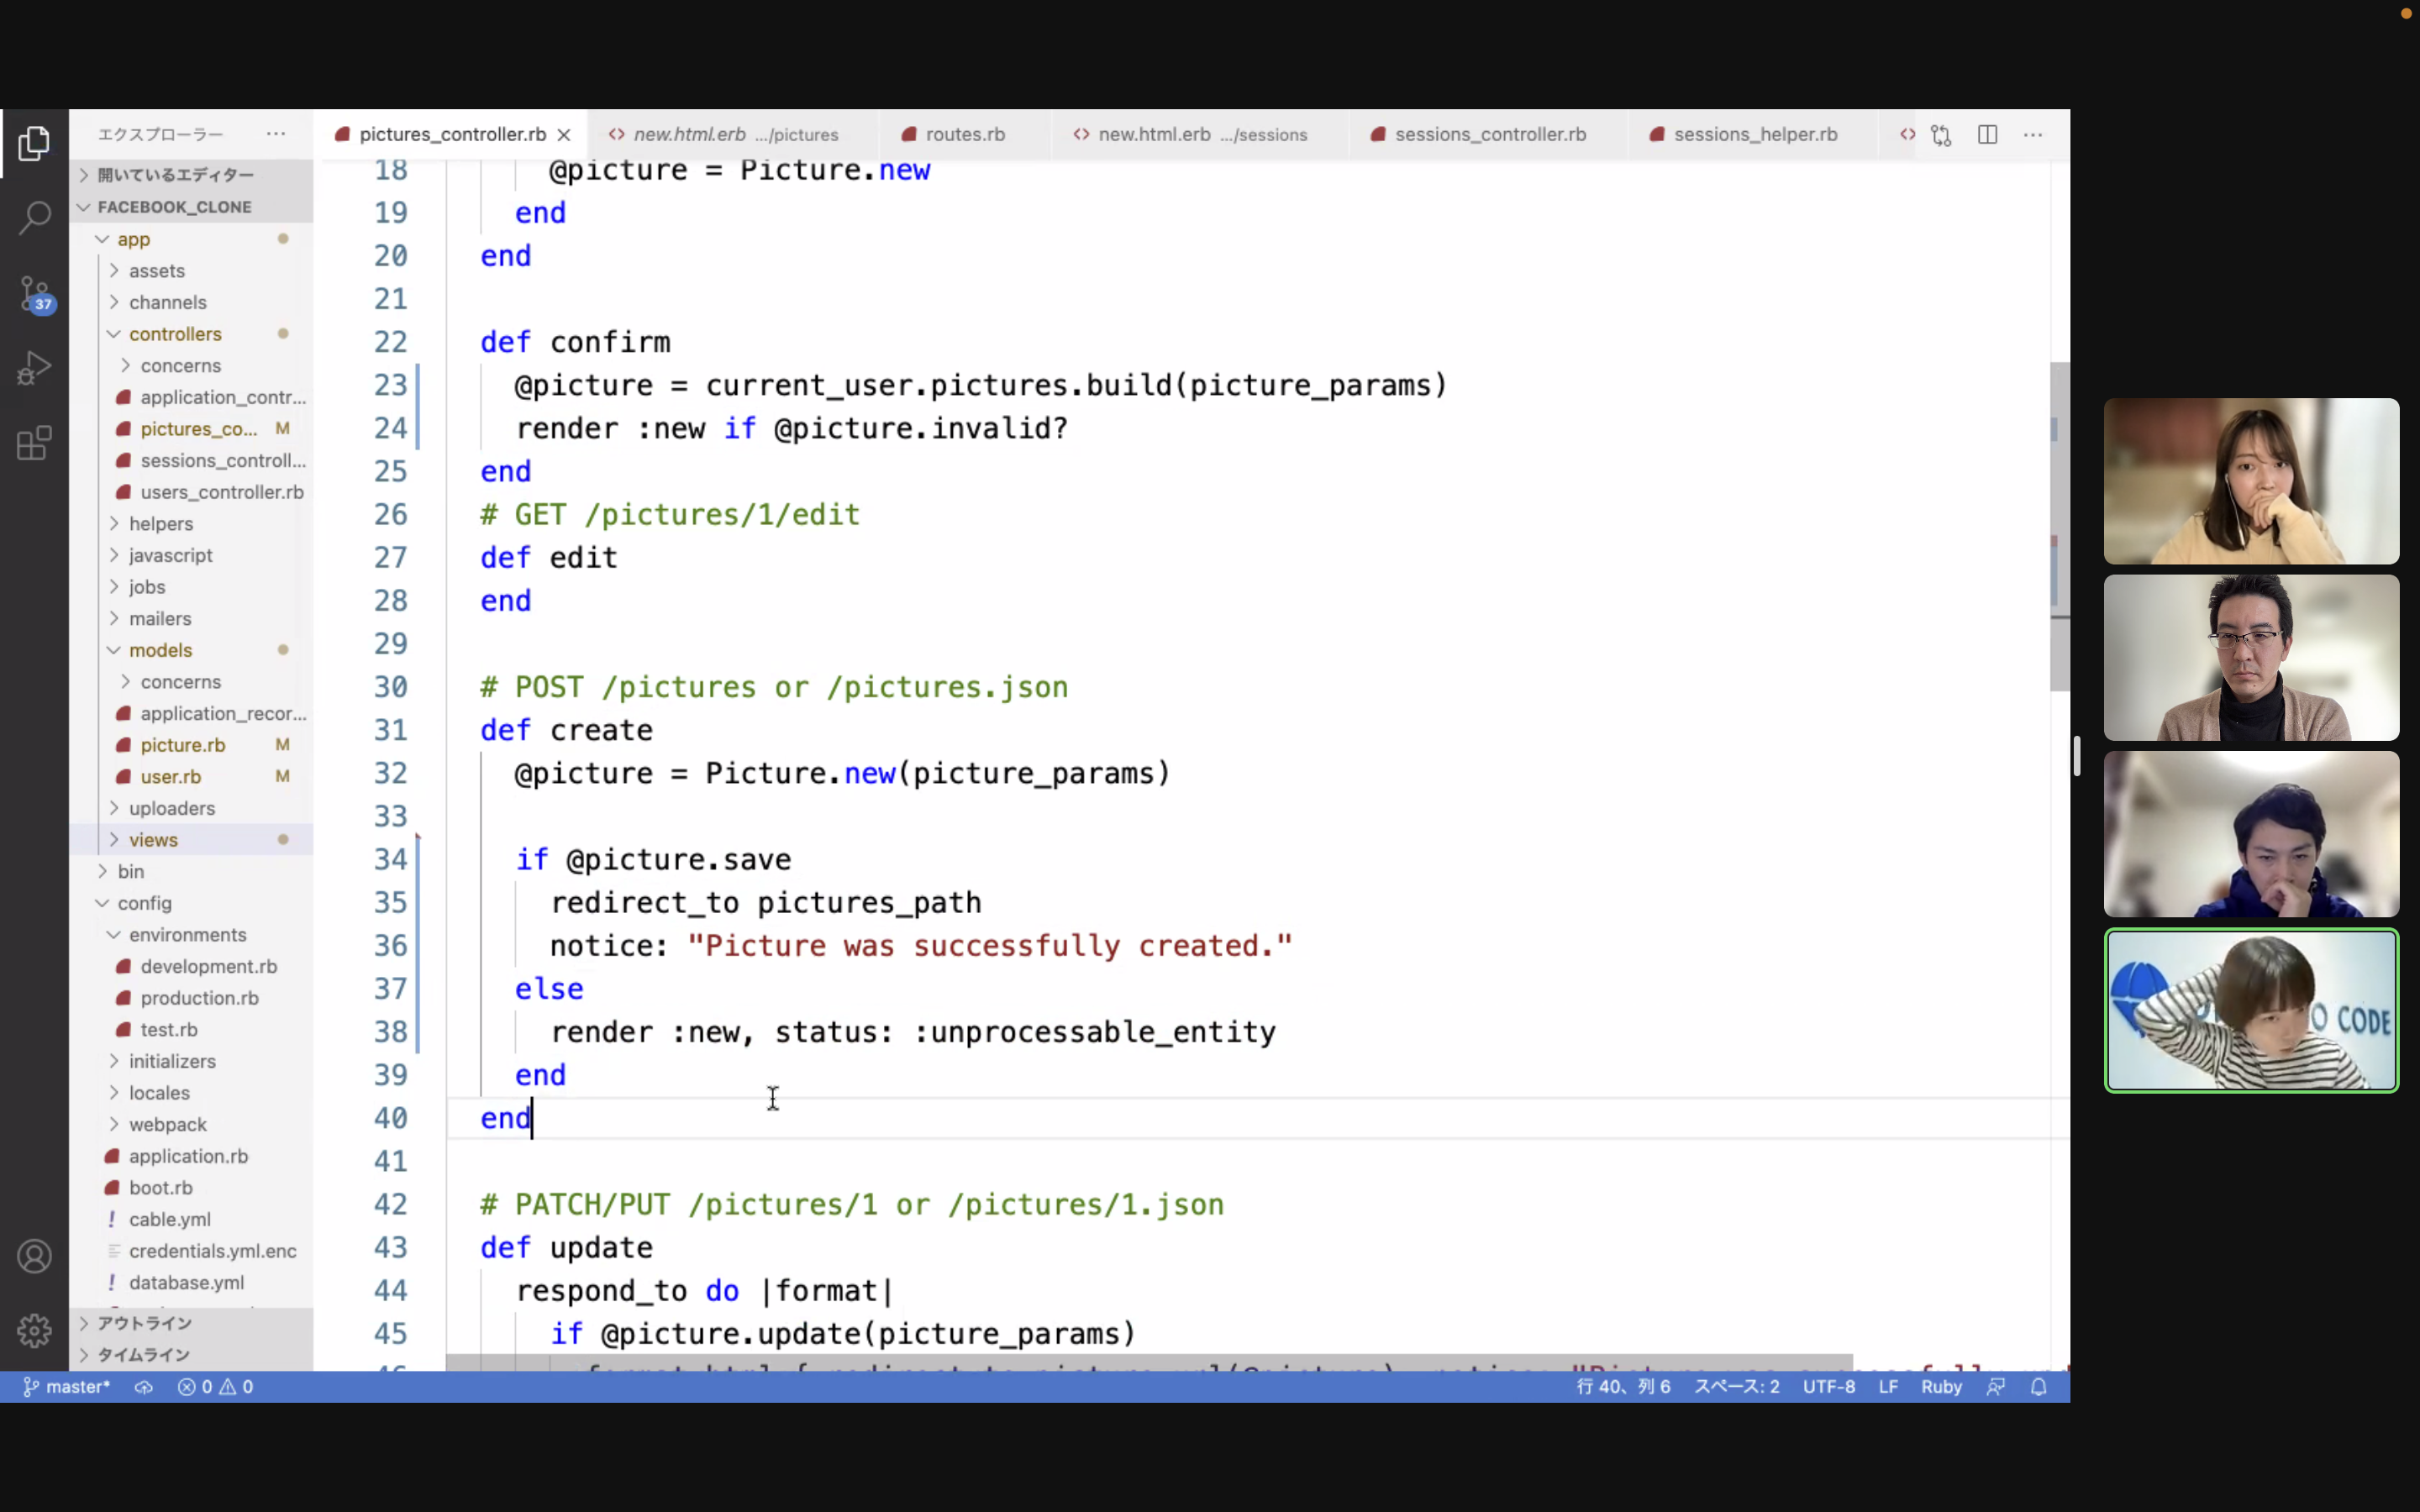 エクスプローラー
pictures_controller.rb
new.html.erb .../pictures
routes.rb
new.html.erb .../sessions
sessions_controller.rb
sessions_helper.rb
開いているエディター
FACEBOOK_CLONE
app
assets
channels
controllers
concerns
application_contr...
pictures_co... M
sessions_controll...
users_controller.rb
helpers
javascript
jobs
mailers
models
concerns
application_recor...
picture.rb M
user.rb M
uploaders
views
bin
config
environments
development.rb
production.rb
test.rb
initializers
locales
webpack
application.rb
boot.rb
! cable.yml
credentials.yml.enc
! database.yml
アウトライン
タイムライン
37
18 @picture = Picture.new
19 end
20 end
21
22 def confirm
23 @picture = current_user.pictures.build(picture_params)
24 render :new if @picture.invalid?
25 end
26 # GET /pictures/1/edit
27 def edit
28 end
29
30 # POST /pictures or /pictures.json
31 def create
32 @picture = Picture.new(picture_params)
33
34 if @picture.save
35 redirect_to pictures_path
36 notice: "Picture was successfully created."
37 else
38 render :new, status: :unprocessable_entity
39 end
40 end
41
42 # PATCH/PUT /pictures/1 or /pictures/1.json
43 def update
44 respond_to do |format|
45 if @picture.update(picture_params)
master* 0 0
行 40、列 6 スペース: 2 UTF-8 LF Ruby
CODE